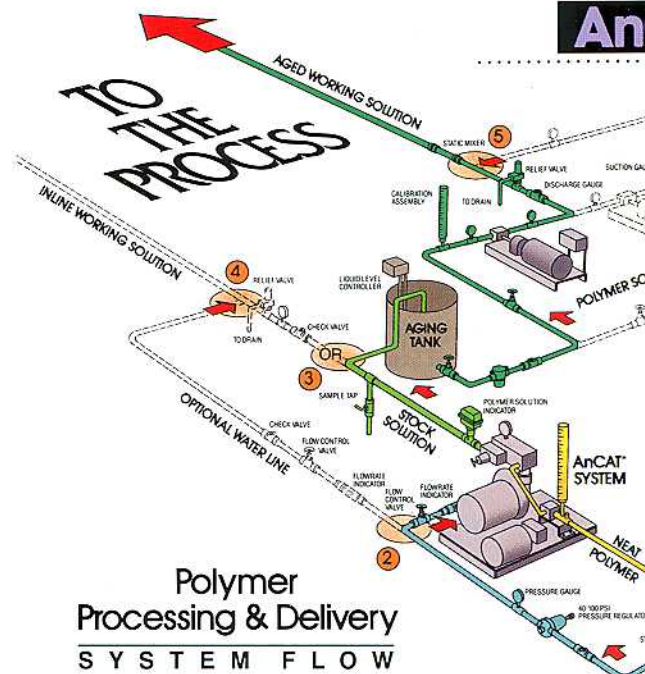 An
AGED WORKING SOLUTION
TO
THE
PROCESS
5
STATIC MIXER
RELIEF VALVE
DISCHARGE GAUGE
SUCTION GAU
CALIBRATION
ASSEMBLY
TO DRAIN
INLINE WORKING SOLUTION
4
RELIEF VALVE
LIQUID LEVEL
CONTROLLER
POLYMER SO
AGING
TANK
TO DRAIN
CHECK VALVE
OR
3
SAMPLE TAP
STOCK
SOLUTION
POLYMER SOLUTION
INDICATOR
OPTIONAL WATER LINE
CHECK VALVE
FLOW CONTROL
VALVE
FLOWRATE
INDICATOR
FLOW
CONTROL
VALVE
FLOWRATE
INDICATOR
AnCAT
SYSTEM
2
NEAT
POLYMER
Polymer
Processing & Delivery
SYSTEM FLOW
PRESSURE GAUGE
40 100 PSI
PRESSURE REGULATO
ST